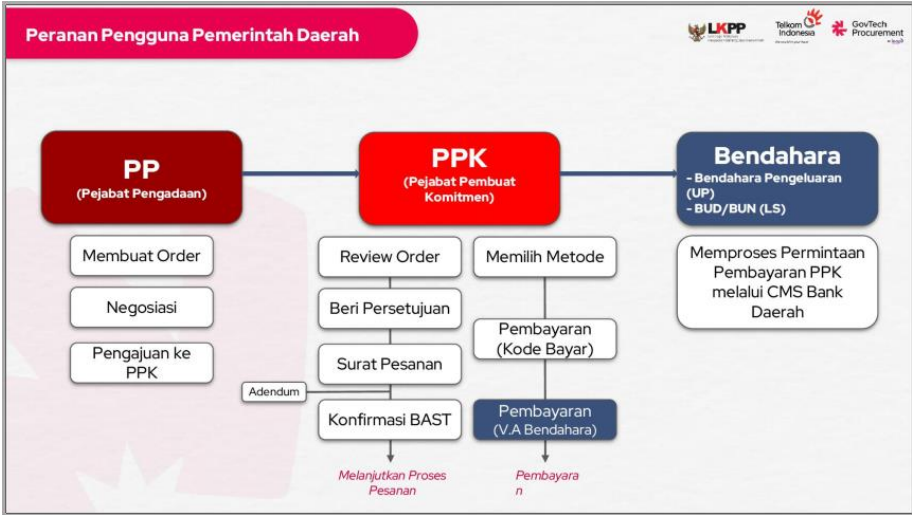 Peranan Pengguna Pemerintah Daerah
LKPP
Telkom
Indonesia
GovTech
Procurement
PP
(Pejabat Pengadaan)
Membuat Order
Negosiasi
Pengajuan ke
PPK
PPK
(Pejabat Pembuat
Komitmen)
Review Order
Beri Persetujuan
Surat Pesanan
Adendum
Konfirmasi BAST
Melanjutkan Proses
Pesanan
Memilih Metode
Pembayaran
(Kode Bayar)
Pembayaran
(V.A Bendahara)
Pembayara
n
Bendahara
- Bendahara Pengeluaran
(UP)
- BUD/BUN (LS)
Memproses Permintaan
Pembayaran PPK
melalui CMS Bank
Daerah